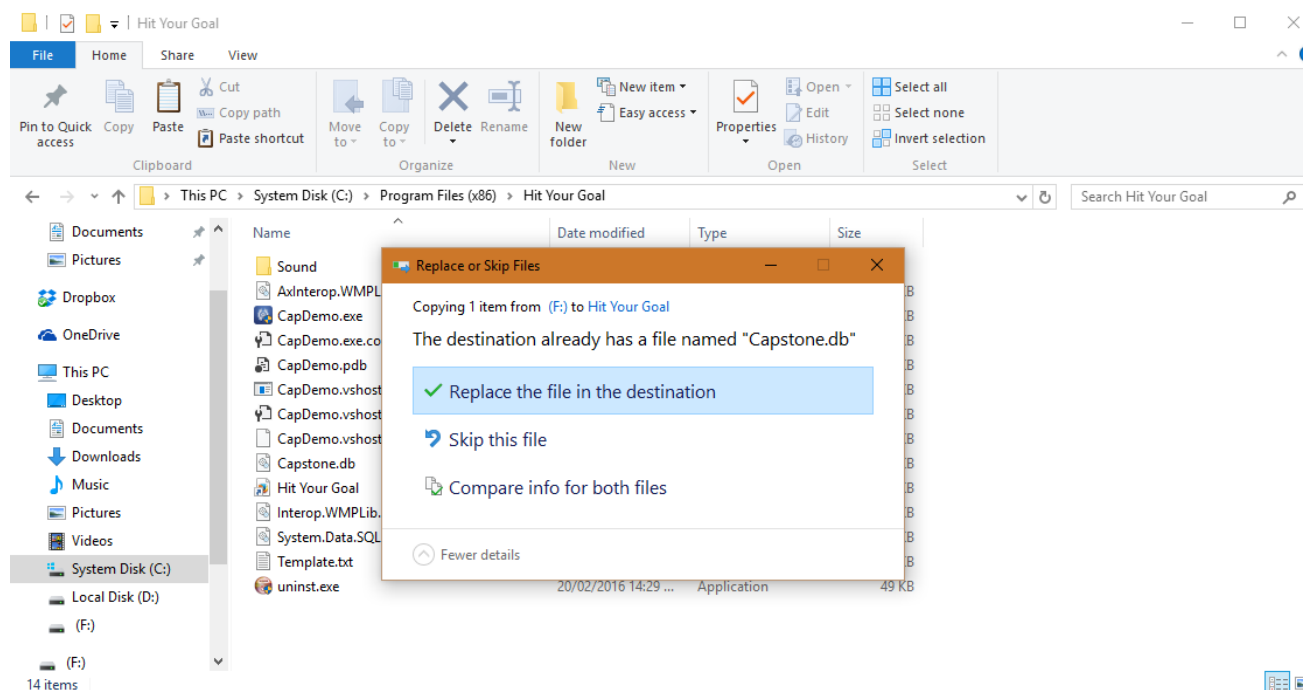 Hit Your Goal
File Home Share View
Pin to Quick access
Copy
Paste
Cut
Copy path
Paste shortcut
Clipboard
Move to
Copy to
Delete
Rename
Organize
New folder
New item
Easy access
New
Properties
Open
Edit
History
Open
Select all
Select none
Invert selection
Select
This PC > System Disk (C:) > Program Files (x86) > Hit Your Goal
Search Hit Your Goal
Documents
Pictures
Dropbox
OneDrive
This PC
Desktop
Documents
Downloads
Music
Pictures
Videos
System Disk (C:)
Local Disk (D:)
(F:)
(F:)
14 items
Name Date modified Type Size
Sound
AxInterop.WMPL
CapDemo.exe
CapDemo.exe.co
CapDemo.pdb
CapDemo.vshost
CapDemo.vshost
CapDemo.vshost
Capstone.db
Hit Your Goal
Interop.WMPLib.
System.Data.SQL
Template.txt
uninst.exe 20/02/2016 14:29 ... Application 49 KB
Replace or Skip Files
Copying 1 item from (F:) to Hit Your Goal
The destination already has a file named "Capstone.db"
Replace the file in the destination
Skip this file
Compare info for both files
Fewer details